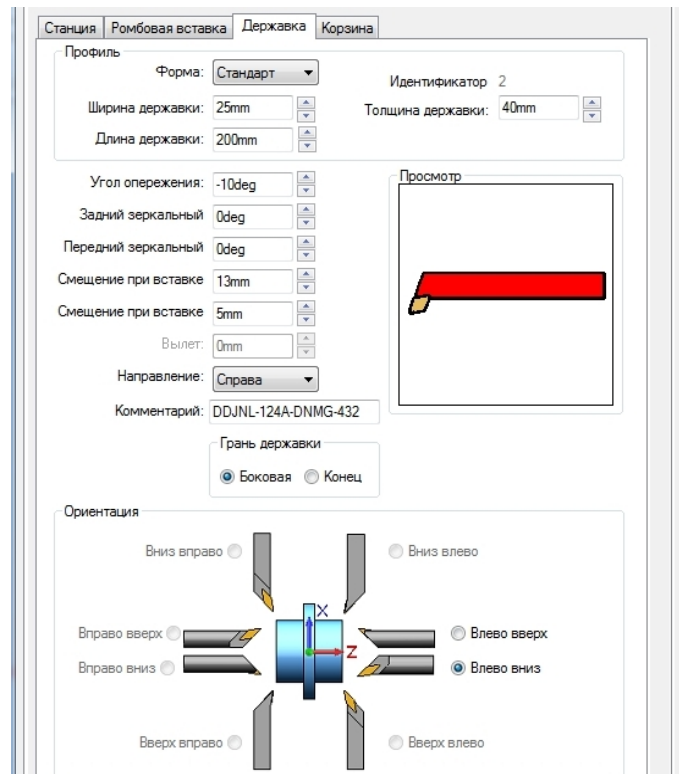 Станция Ромбовая вставка Державка Корзина
Профиль
Форма: Стандарт
Идентификатор 2
Ширина державки: 25mm
Толщина державки: 40mm
Длина державки: 200mm
Угол опережения: -10deg
Просмотр
Задний зеркальный 0deg
Передний зеркальный 0deg
Смещение при вставке 13mm
Смещение при вставке 5mm
Вылет: 0mm
Направление: Справа
Комментарий: DDJNL-124A-DNMG-432
Грань державки
Боковая Конец
Ориентация
Вниз вправо Вниз влево
X
Вправо вверх Влево вверх
Z
Вправо вниз Влево вниз
Вверх вправо Вверх влево